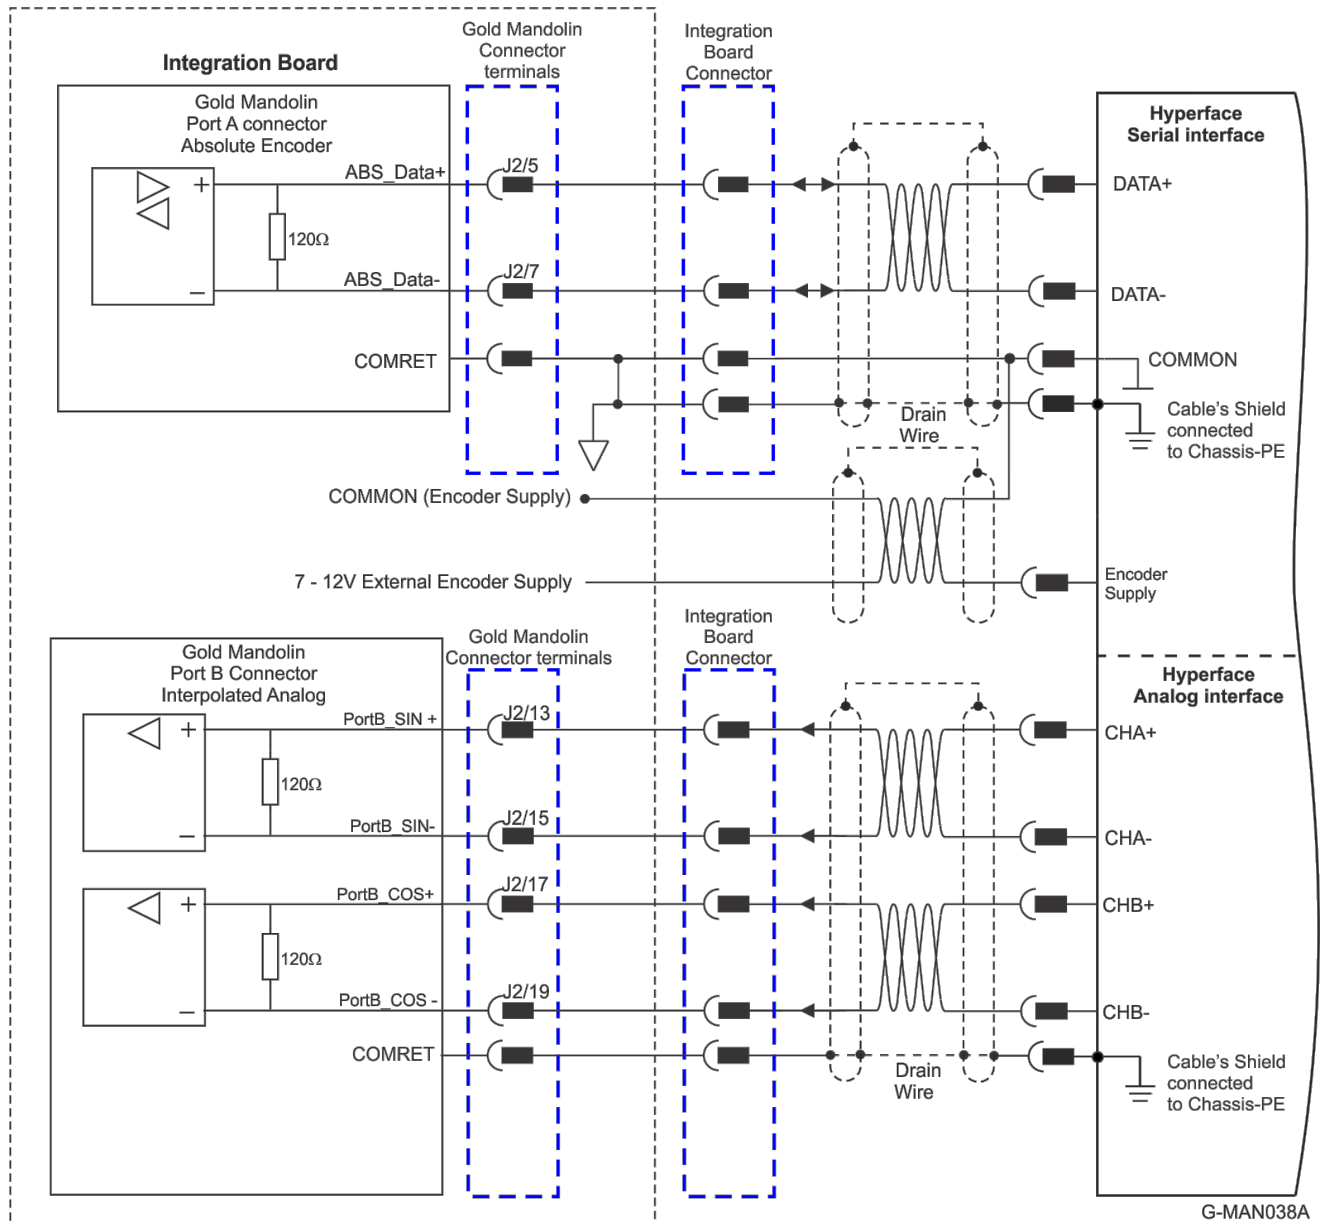 Integration Board
Gold Mandolin
Connector
terminals
Integration
Board
Connector
Gold Mandolin
Port A connector
Absolute Encoder
Hyperface
Serial interface
+
ABS_Data+
J2/5
DATA+
120Ω
−
ABS_Data-
J2/7
DATA-
COMRET
COMMON
Drain
Wire
Cable's Shield
connected
to Chassis-PE
COMMON (Encoder Supply)
7 - 12V External Encoder Supply
Encoder
Supply
Gold Mandolin
Port B Connector
Interpolated Analog
Gold Mandolin
Connector terminals
Integration
Board
Connector
Hyperface
Analog interface
+
PortB_SIN +
J2/13
CHA+
120Ω
−
PortB_SIN-
J2/15
CHA-
+
PortB_COS+
J2/17
CHB+
120Ω
−
PortB_COS -
J2/19
CHB-
COMRET
Drain
Wire
Cable's Shield
connected
to Chassis-PE
G-MAN038A